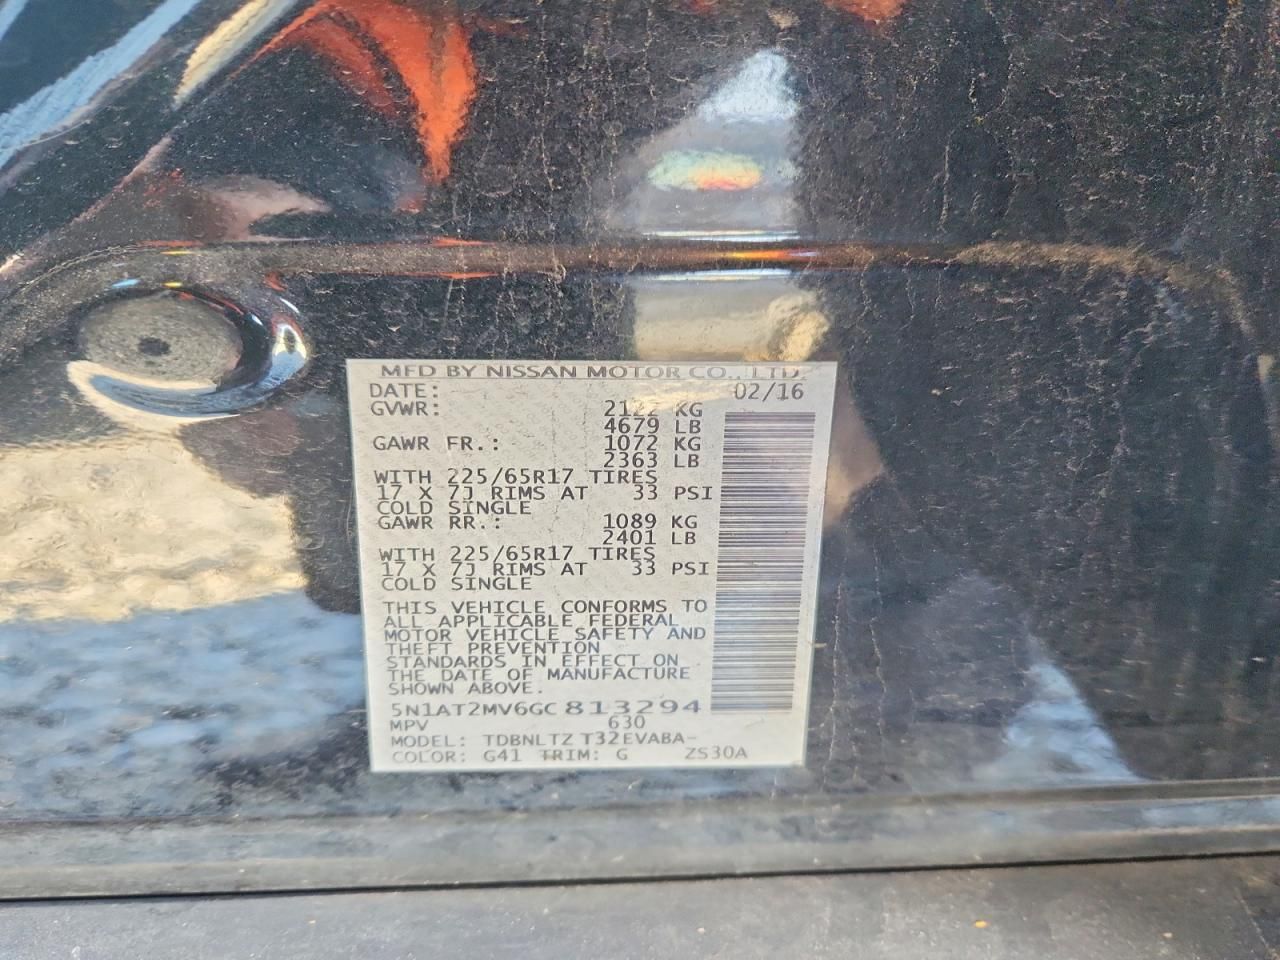 MFD BY NISSAN MOTOR CO., LTD.
DATE: 02/16
GVWR: 2122 KG
4679 LB
GAWR FR.: 1072 KG
2363 LB
WITH 225/65R17 TIRES
17 X 7J RIMS AT 33 PSI
COLD SINGLE
GAWR RR.: 1089 KG
2401 LB
WITH 225/65R17 TIRES
17 X 7J RIMS AT 33 PSI
COLD SINGLE
THIS VEHICLE CONFORMS TO
ALL APPLICABLE FEDERAL
MOTOR VEHICLE SAFETY AND
THEFT PREVENTION
STANDARDS IN EFFECT ON
THE DATE OF MANUFACTURE
SHOWN ABOVE.
5N1AT2MV6GC813294
MPV 630
MODEL: TDBNLTZ T32EVABA-
COLOR: G41 TRIM: G ZS30A